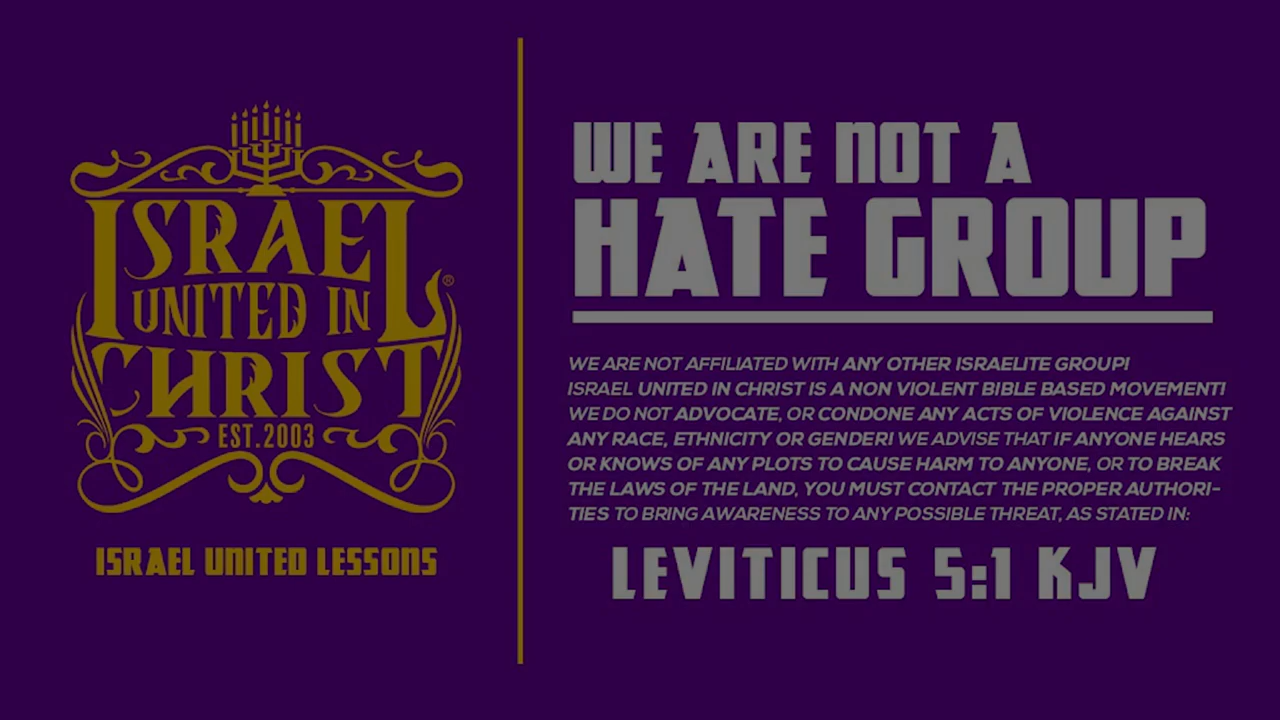 ISRAEL
UNITED IN
CHRIST
®
EST.2003
ISRAEL UNITED LESSONS
WE ARE NOT A
HATE GROUP
WE ARE NOT AFFILIATED WITH ANY OTHER ISRAELITE GROUP!
ISRAEL UNITED IN CHRIST IS A NON VIOLENT BIBLE BASED MOVEMENT!
WE DO NOT ADVOCATE, OR CONDONE ANY ACTS OF VIOLENCE AGAINST
ANY RACE, ETHNICITY OR GENDER! WE ADVISE THAT IF ANYONE HEARS
OR KNOWS OF ANY PLOTS TO CAUSE HARM TO ANYONE, OR TO BREAK
THE LAWS OF THE LAND, YOU MUST CONTACT THE PROPER AUTHORI-
TIES TO BRING AWARENESS TO ANY POSSIBLE THREAT, AS STATED IN:
LEVITICUS 5:1 KJV